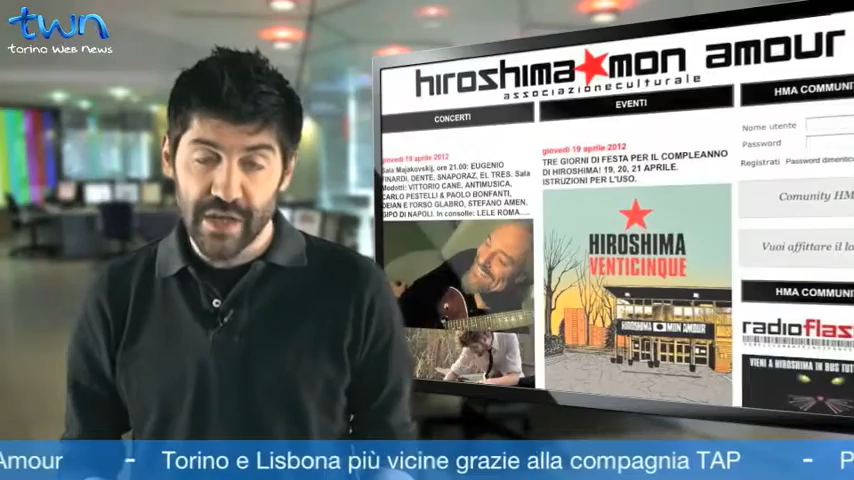 twn
Torino Web News
hiroshima mon amour
associazioneculturale
CONCERTI
EVENTI
HMA COMMUNI
giovedì 19 aprile 2012
Sala Majakovskij, ore 21.00: EUGENIO
FINARDI, DENTE, SNAPORAZ, EL TRES. Sala
Modotti: VITTORIO CANE, ANTIMUSICA,
CARLO PESTELLI & PAOLO BONFANTI,
DEIAN E l'ORSO GLABRO, STEFANO AMEN,
GIPO DI NAPOLI. In consolle: LELE ROMA...
giovedì 19 aprile 2012
TRE GIORNI DI FESTA PER IL COMPLEANNO
DI HIROSHIMA! 19, 20, 21 APRILE.
ISTRUZIONI PER L'USO.
HIROSHIMA
VENTICINQUE
HIROSHIMA MON AMOUR
Nome utente
Password
Registrati Password dimentic
Comunity H
Vuoi affittare il lo
HMA COMMUNI
radioflas
VIENI A HIROSHIMA IN BUS TUT
Amour - Torino e Lisbona più vicine grazie alla compagnia TAP - P